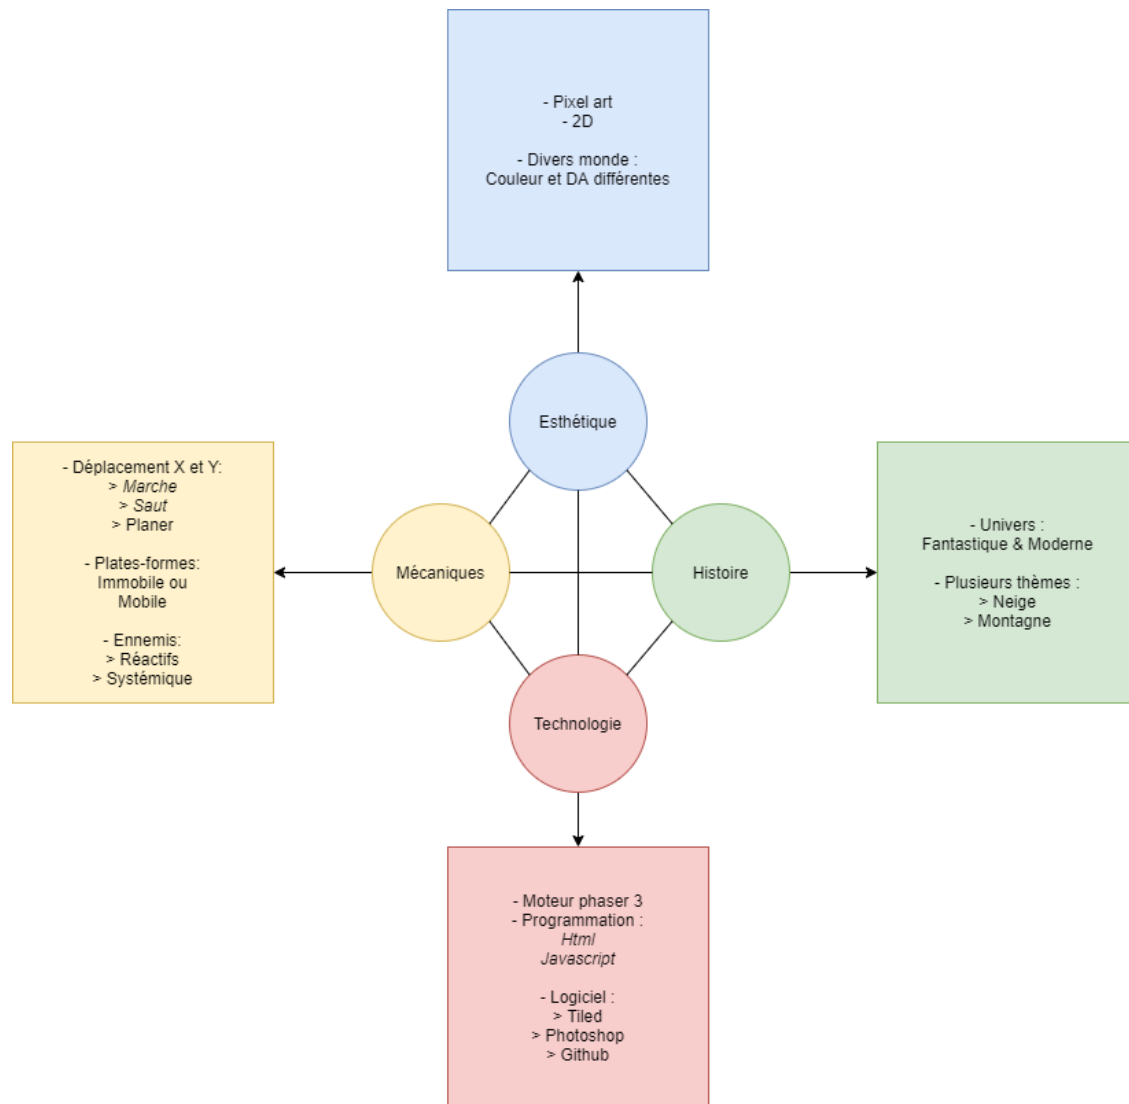 - Pixel art
- 2D
- Divers monde :
Couleur et DA différentes
Esthétique
- Déplacement X et Y:
> Marche
> Saut
> Planer
- Plates-formes:
Immobile ou
Mobile
- Ennemis:
> Réactifs
> Systémique
Mécaniques
Histoire
- Univers :
Fantastique & Moderne
- Plusieurs thèmes :
> Neige
> Montagne
Technologie
- Moteur phaser 3
- Programmation :
Html
Javascript
- Logiciel :
> Tiled
> Photoshop
> Github